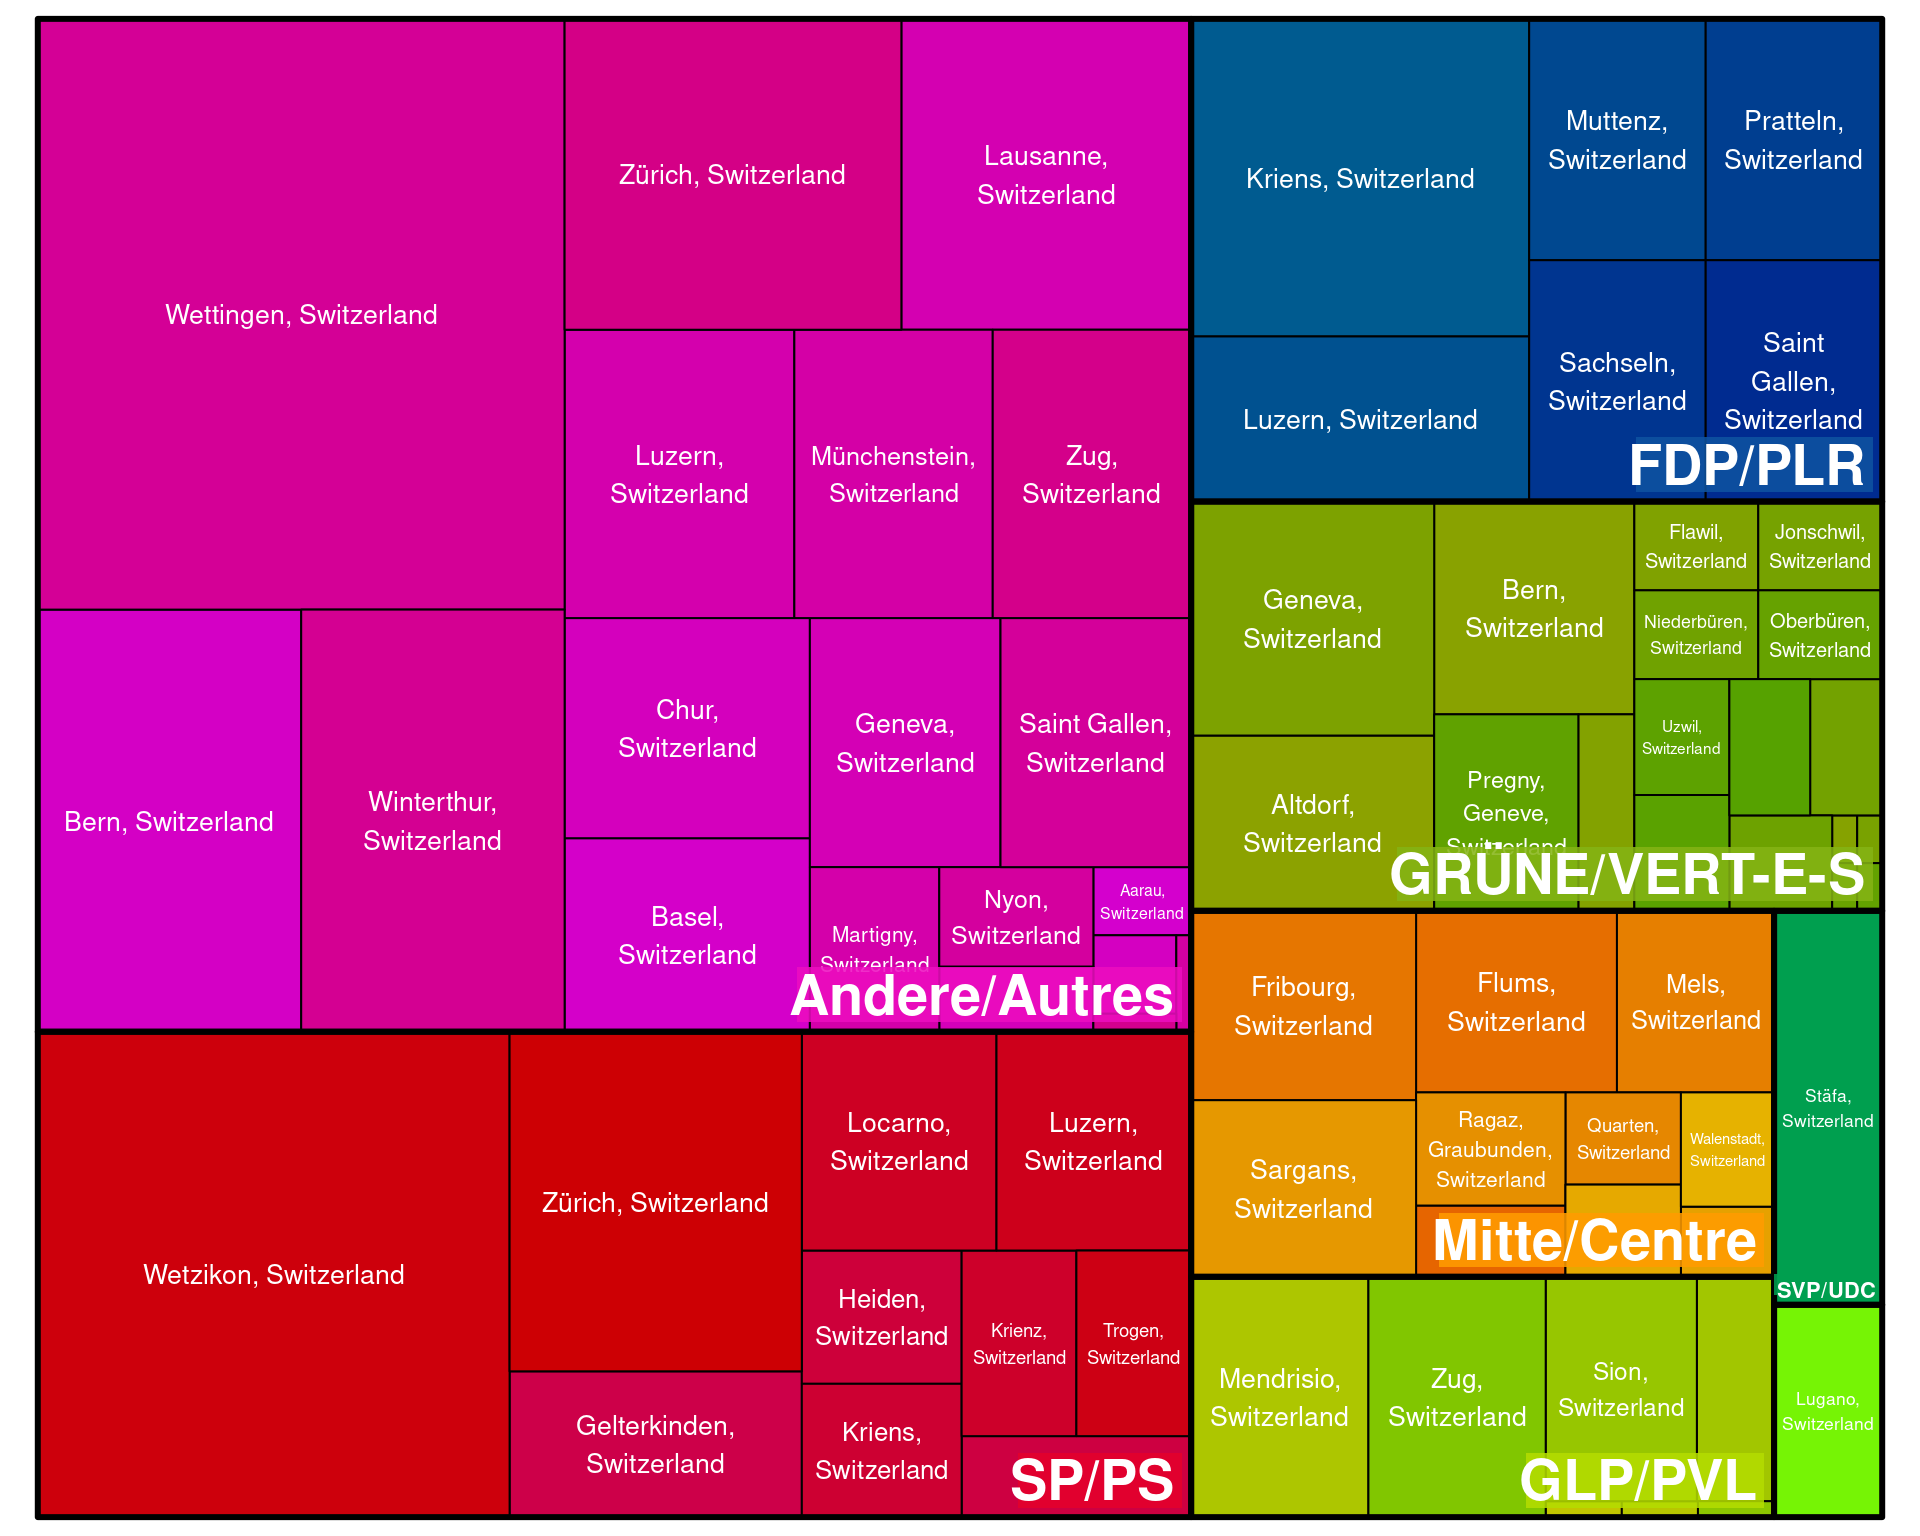 Wettingen, Switzerland
Zürich, Switzerland
Lausanne,
Switzerland
Luzern,
Switzerland
Münchenstein,
Switzerland
Zug,
Switzerland
Bern, Switzerland
Winterthur,
Switzerland
Chur,
Switzerland
Geneva,
Switzerland
Saint Gallen,
Switzerland
Basel,
Switzerland
Martigny,
Switzerland
Nyon,
Switzerland
Aarau,
Switzerland
Andere/Autres
Wetzikon, Switzerland
Zürich, Switzerland
Locarno,
Switzerland
Luzern,
Switzerland
Gelterkinden,
Switzerland
Heiden,
Switzerland
Krienz,
Switzerland
Trogen,
Switzerland
Kriens,
Switzerland
SP/PS
Kriens, Switzerland
Muttenz,
Switzerland
Pratteln,
Switzerland
Luzern, Switzerland
Sachseln,
Switzerland
Saint
Gallen,
Switzerland
FDP/PLR
Geneva,
Switzerland
Bern,
Switzerland
Flawil,
Switzerland
Jonschwil,
Switzerland
Niederbüren,
Switzerland
Oberbüren,
Switzerland
Altdorf,
Switzerland
Pregny,
Geneve,
Switzerland
Uzwil,
Switzerland
GRÜNE/VERT-E-S
Fribourg,
Switzerland
Flums,
Switzerland
Mels,
Switzerland
Sargans,
Switzerland
Ragaz,
Graubunden,
Switzerland
Quarten,
Switzerland
Walenstadt,
Switzerland
Mitte/Centre
Stäfa,
Switzerland
SVP/UDC
Mendrisio,
Switzerland
Zug,
Switzerland
Sion,
Switzerland
GLP/PVL
Lugano,
Switzerland